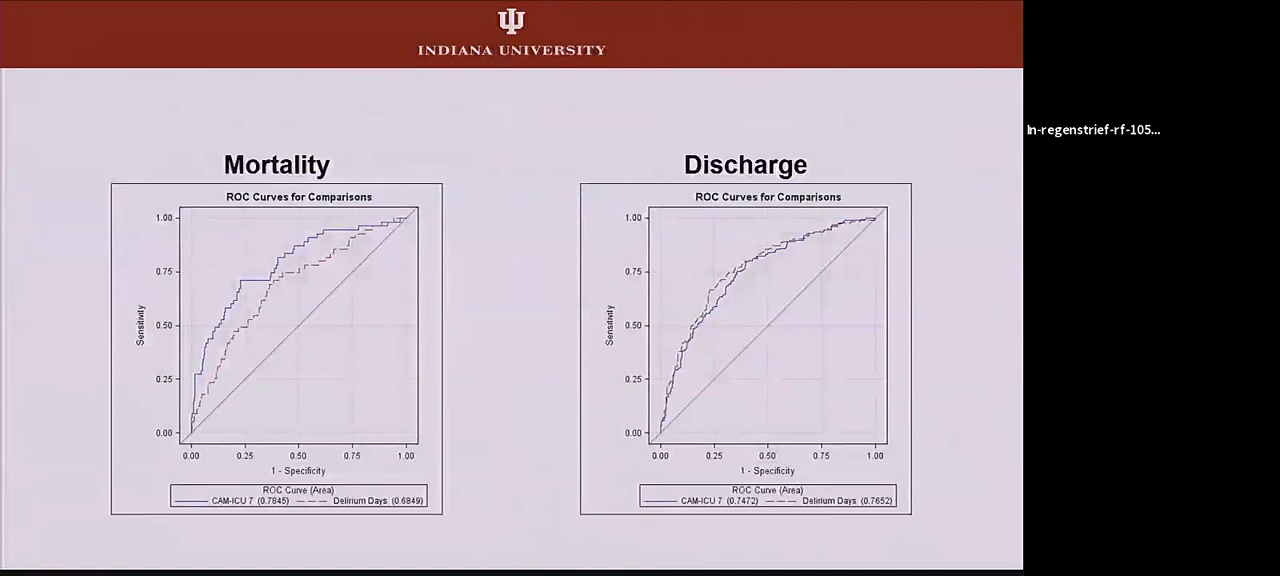 INDIANA UNIVERSITY
In-regenstrief-rf-105...
Mortality
ROC Curves for Comparisons
1.00
0.75
0.50
0.25
0.00
Sensitivity
0.00 0.25 0.50 0.75 1.00
1 - Specificity
ROC Curve (Area)
CAM-ICU 7 (0.7845) Delirium Days (0.6849)
Discharge
ROC Curves for Comparisons
1.00
0.75
0.50
0.25
0.00
Sensitivity
0.00 0.25 0.50 0.75 1.00
1 - Specificity
ROC Curve (Area)
CAM-ICU 7 (0.7472) Delirium Days (0.7652)